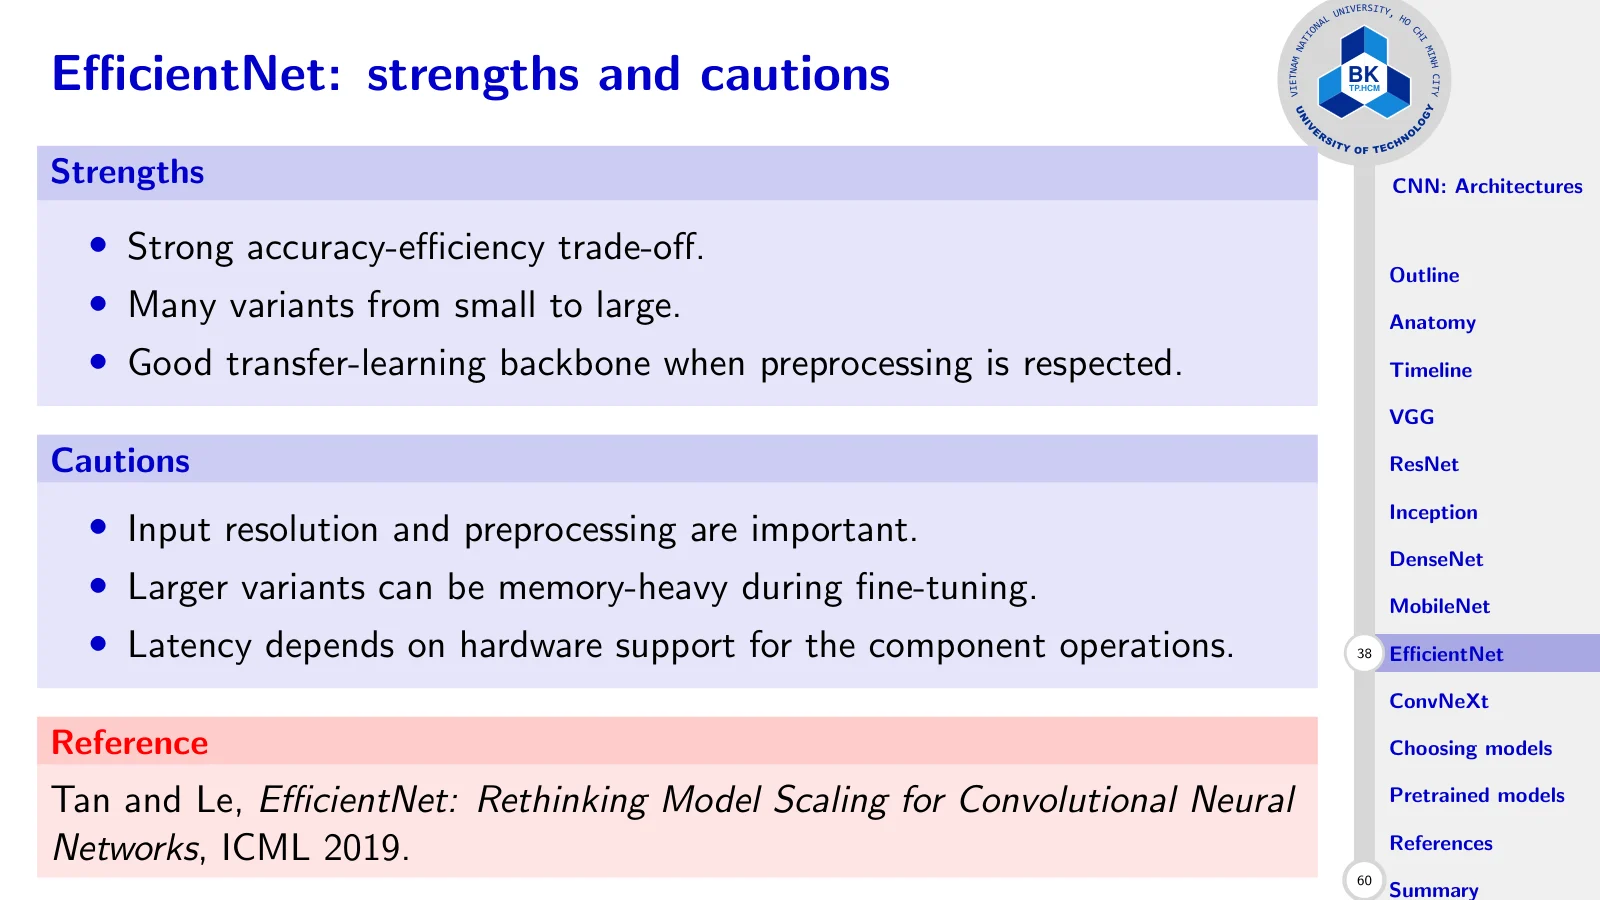 EfficientNet: strengths and cautions
Strengths
• Strong accuracy-efficiency trade-off.
• Many variants from small to large.
• Good transfer-learning backbone when preprocessing is respected.
Cautions
• Input resolution and preprocessing are important.
• Larger variants can be memory-heavy during fine-tuning.
• Latency depends on hardware support for the component operations.
Reference
Tan and Le, EfficientNet: Rethinking Model Scaling for Convolutional Neural
Networks, ICML 2019.
VIETNAM NATIONAL UNIVERSITY, HO CHI MINH CITY
BK
TP.HCM
UNIVERSITY OF TECHNOLOGY
CNN: Architectures
Outline
Anatomy
Timeline
VGG
ResNet
Inception
DenseNet
MobileNet
38 EfficientNet
ConvNeXt
Choosing models
Pretrained models
References
60 Summary